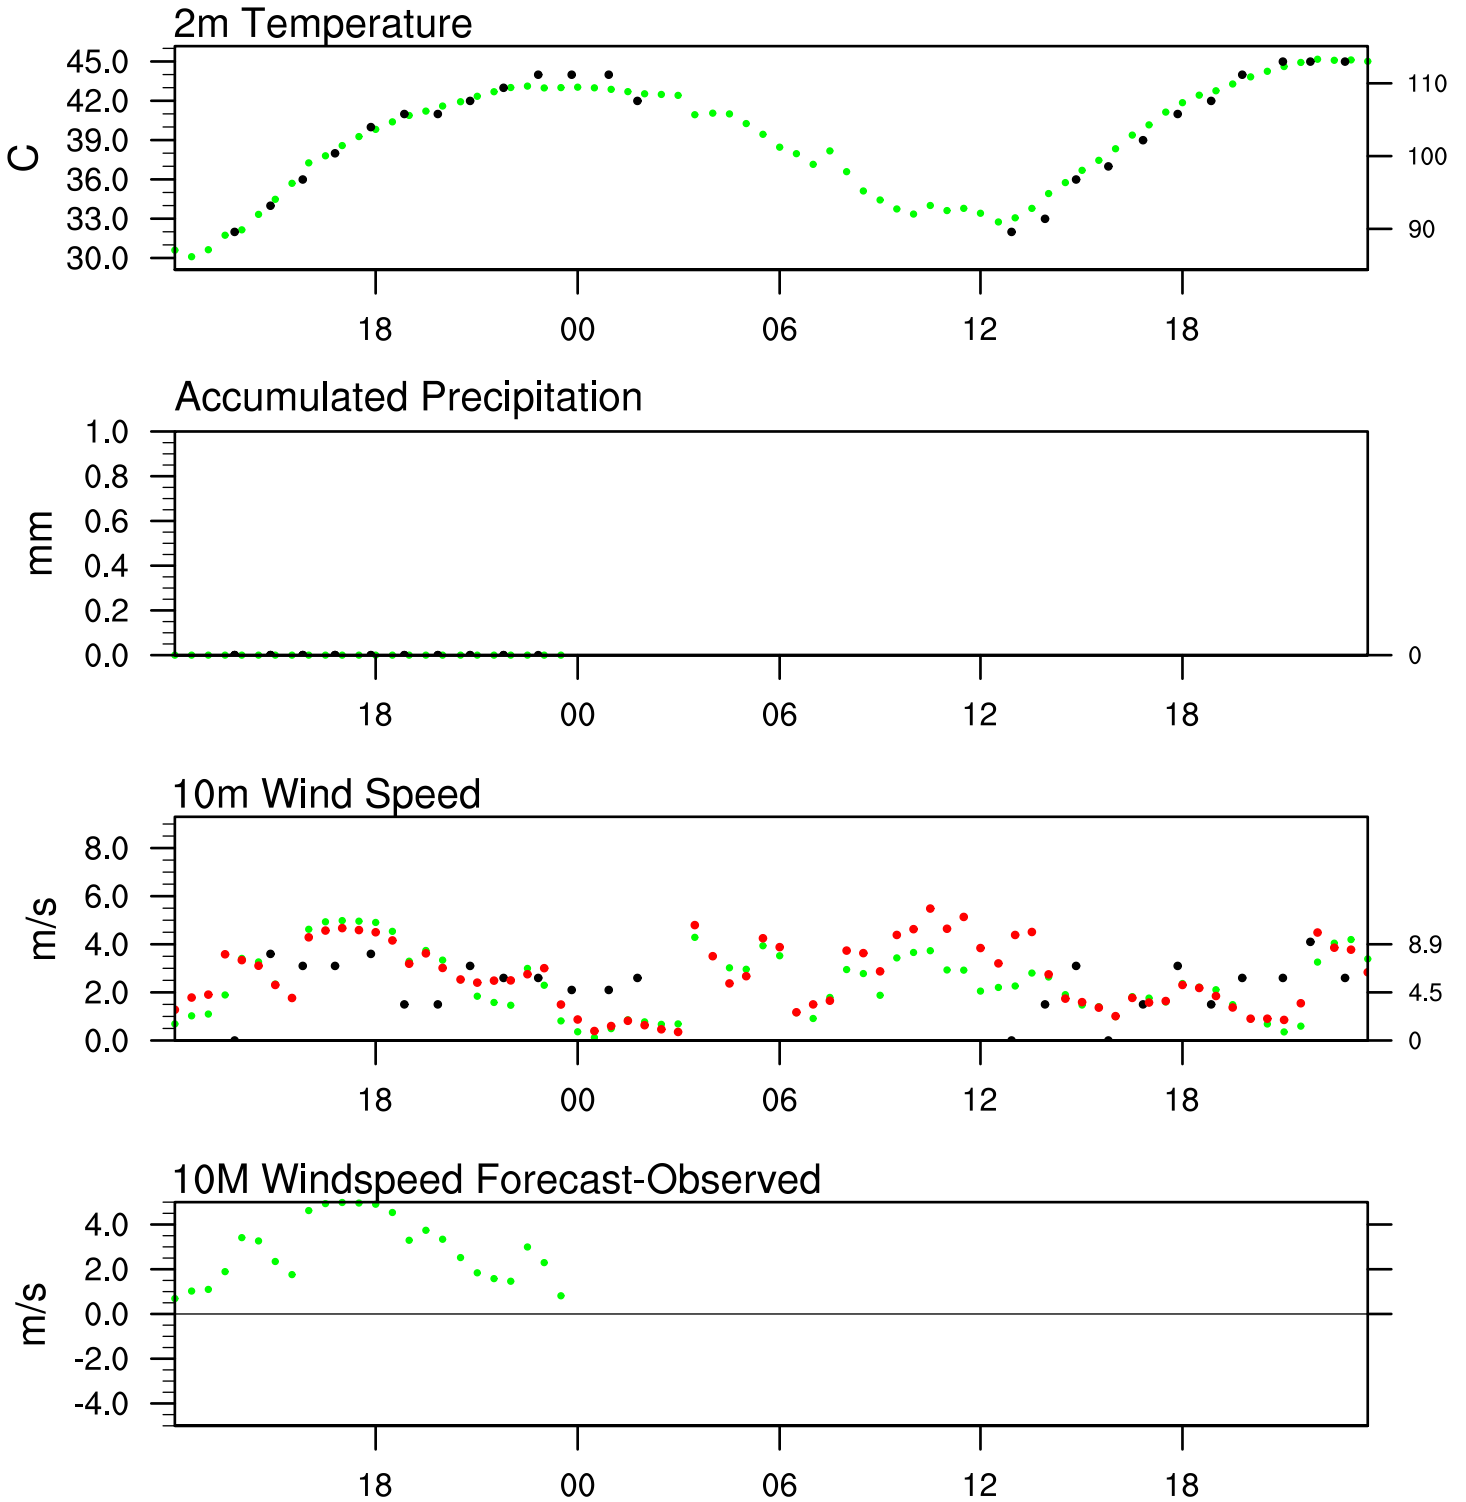 2m Temperature
C
45.0
42.0
39.0
36.0
33.0
30.0
110
100
90
18 00 06 12 18
Accumulated Precipitation
mm
1.0
0.8
0.6
0.4
0.2
0.0
0
18 00 06 12 18
10m Wind Speed
m/s
8.0
6.0
4.0
2.0
0.0
8.9
4.5
0
18 00 06 12 18
10M Windspeed Forecast-Observed
m/s
4.0
2.0
0.0
-2.0
-4.0
18 00 06 12 18